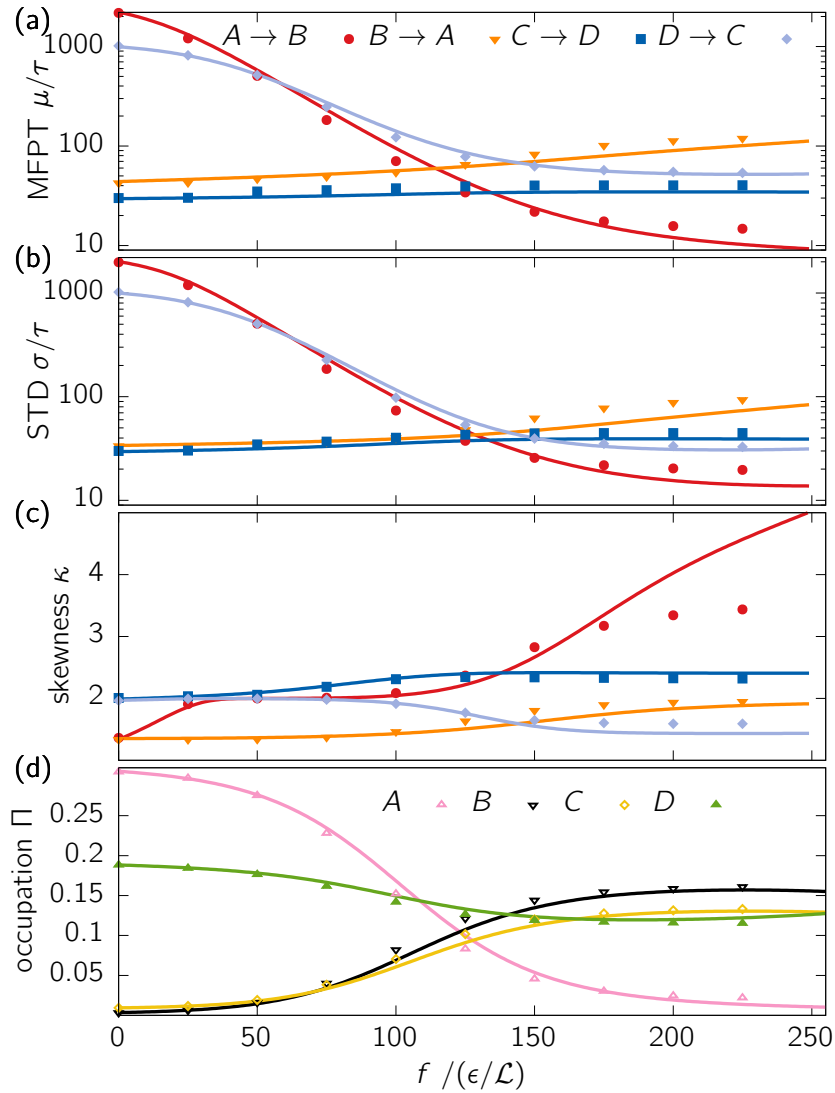 (a)
A → B B → A C → D D → C
MFPT μ/τ
1000
100
10
(b)
STD σ/τ
1000
100
10
(c)
skewness κ
4
2
0
(d)
A B C D
occupation Π
0.25
0.2
0.15
0.1
0.05
0 50 100 150 200 250
f /(ϵ/ℒ)